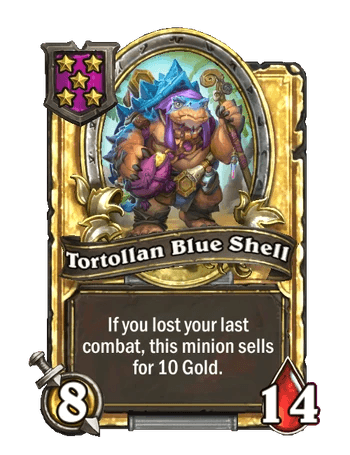 Tortollan Blue Shell
If you lost your last
combat, this minion sells
for 10 Gold.
8
14